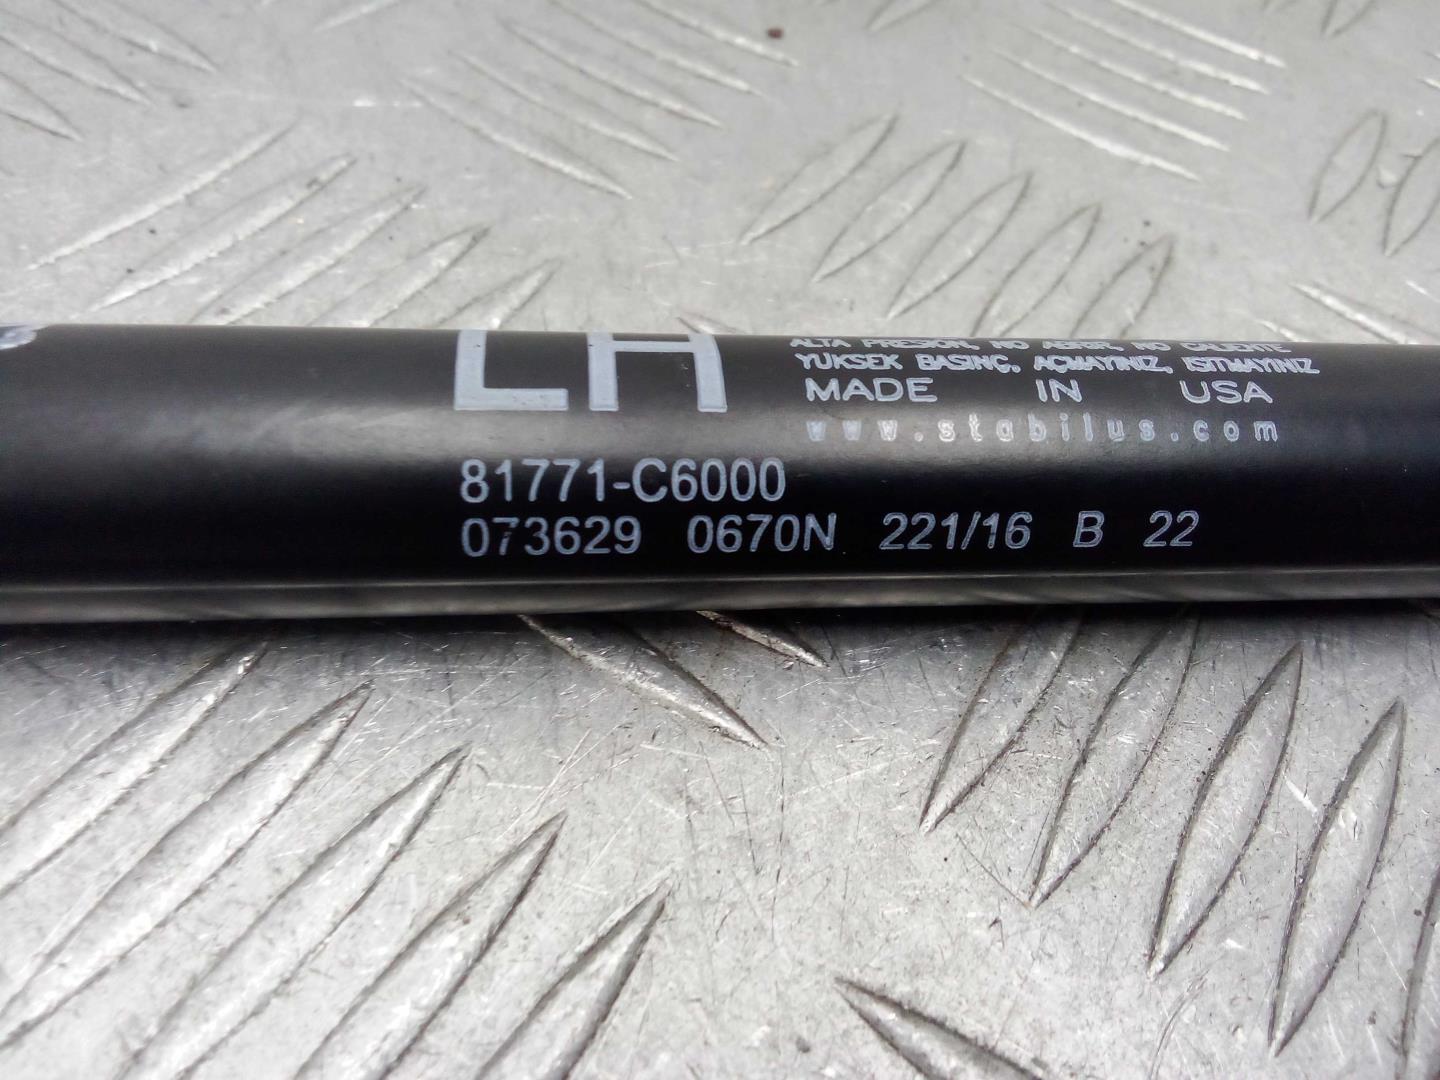 LH
ALTA PRESION, NO ABRIR, NO CALIENTE
YÜKSEK BASINÇ, AÇMAYINIZ, ISITMAYINIZ
MADE IN USA
www.stabilus.com
81771-C6000
073629 0670N 221/16 B 22